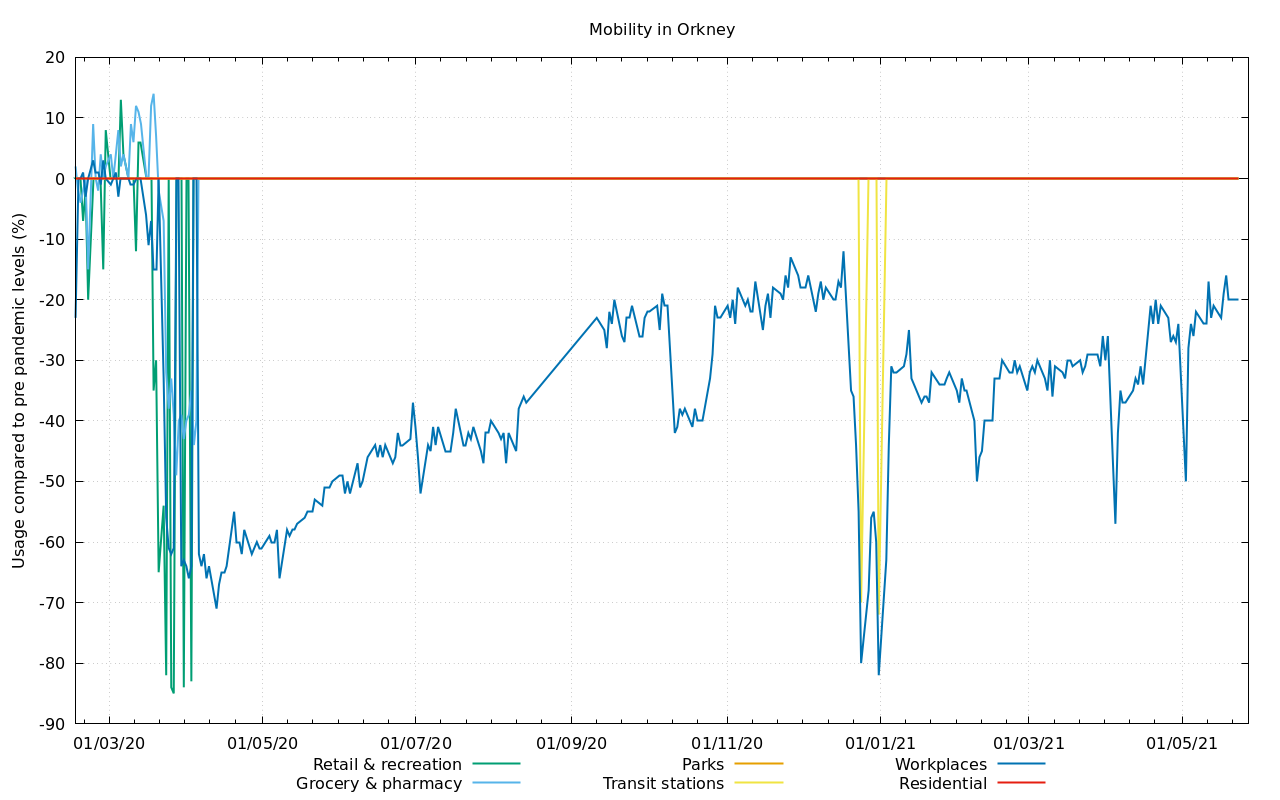 Mobility in Orkney
Usage compared to pre pandemic levels (%)
20
10
0
-10
-20
-30
-40
-50
-60
-70
-80
-90
01/03/20 01/05/20 01/07/20 01/09/20 01/11/20 01/01/21 01/03/21 01/05/21
Retail & recreation Parks Workplaces
Grocery & pharmacy Transit stations Residential